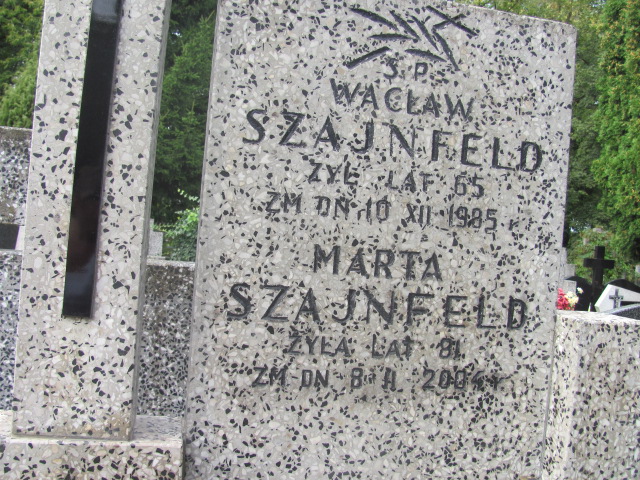 Ś.P.
WACŁAW
SZAJNFELD
ŻYŁ LAT 65
ZM DN 10 XII 1985 r.
MARTA
SZAJNFELD
ŻYŁA LAT 81
ZM DN 8 II 2004 r.